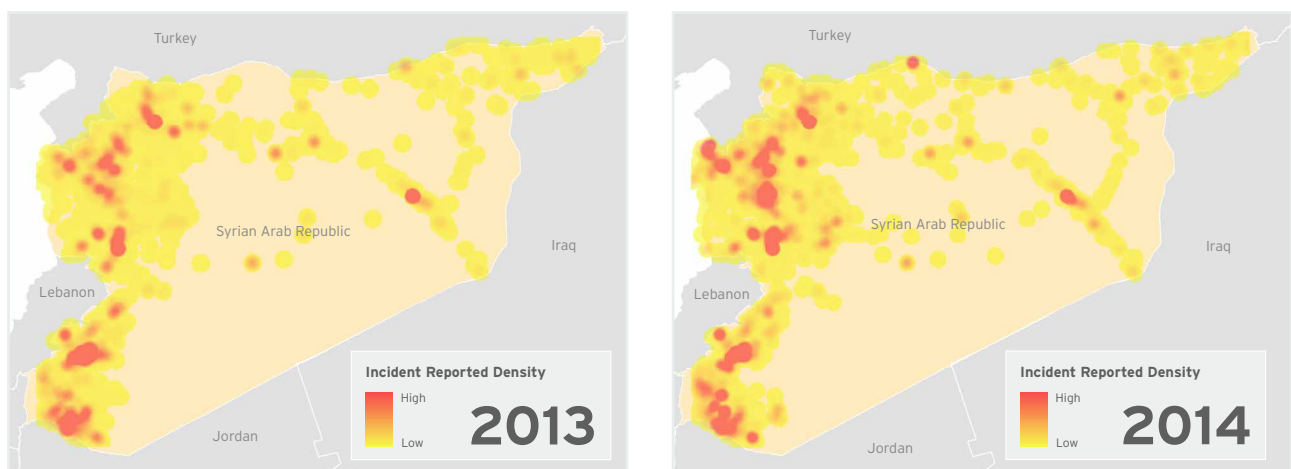 Turkey
Syrian Arab Republic
Iraq
Lebanon
Jordan
Incident Reported Density
High
Low
2013
Turkey
Syrian Arab Republic
Iraq
Lebanon
Jordan
Incident Reported Density
High
Low
2014